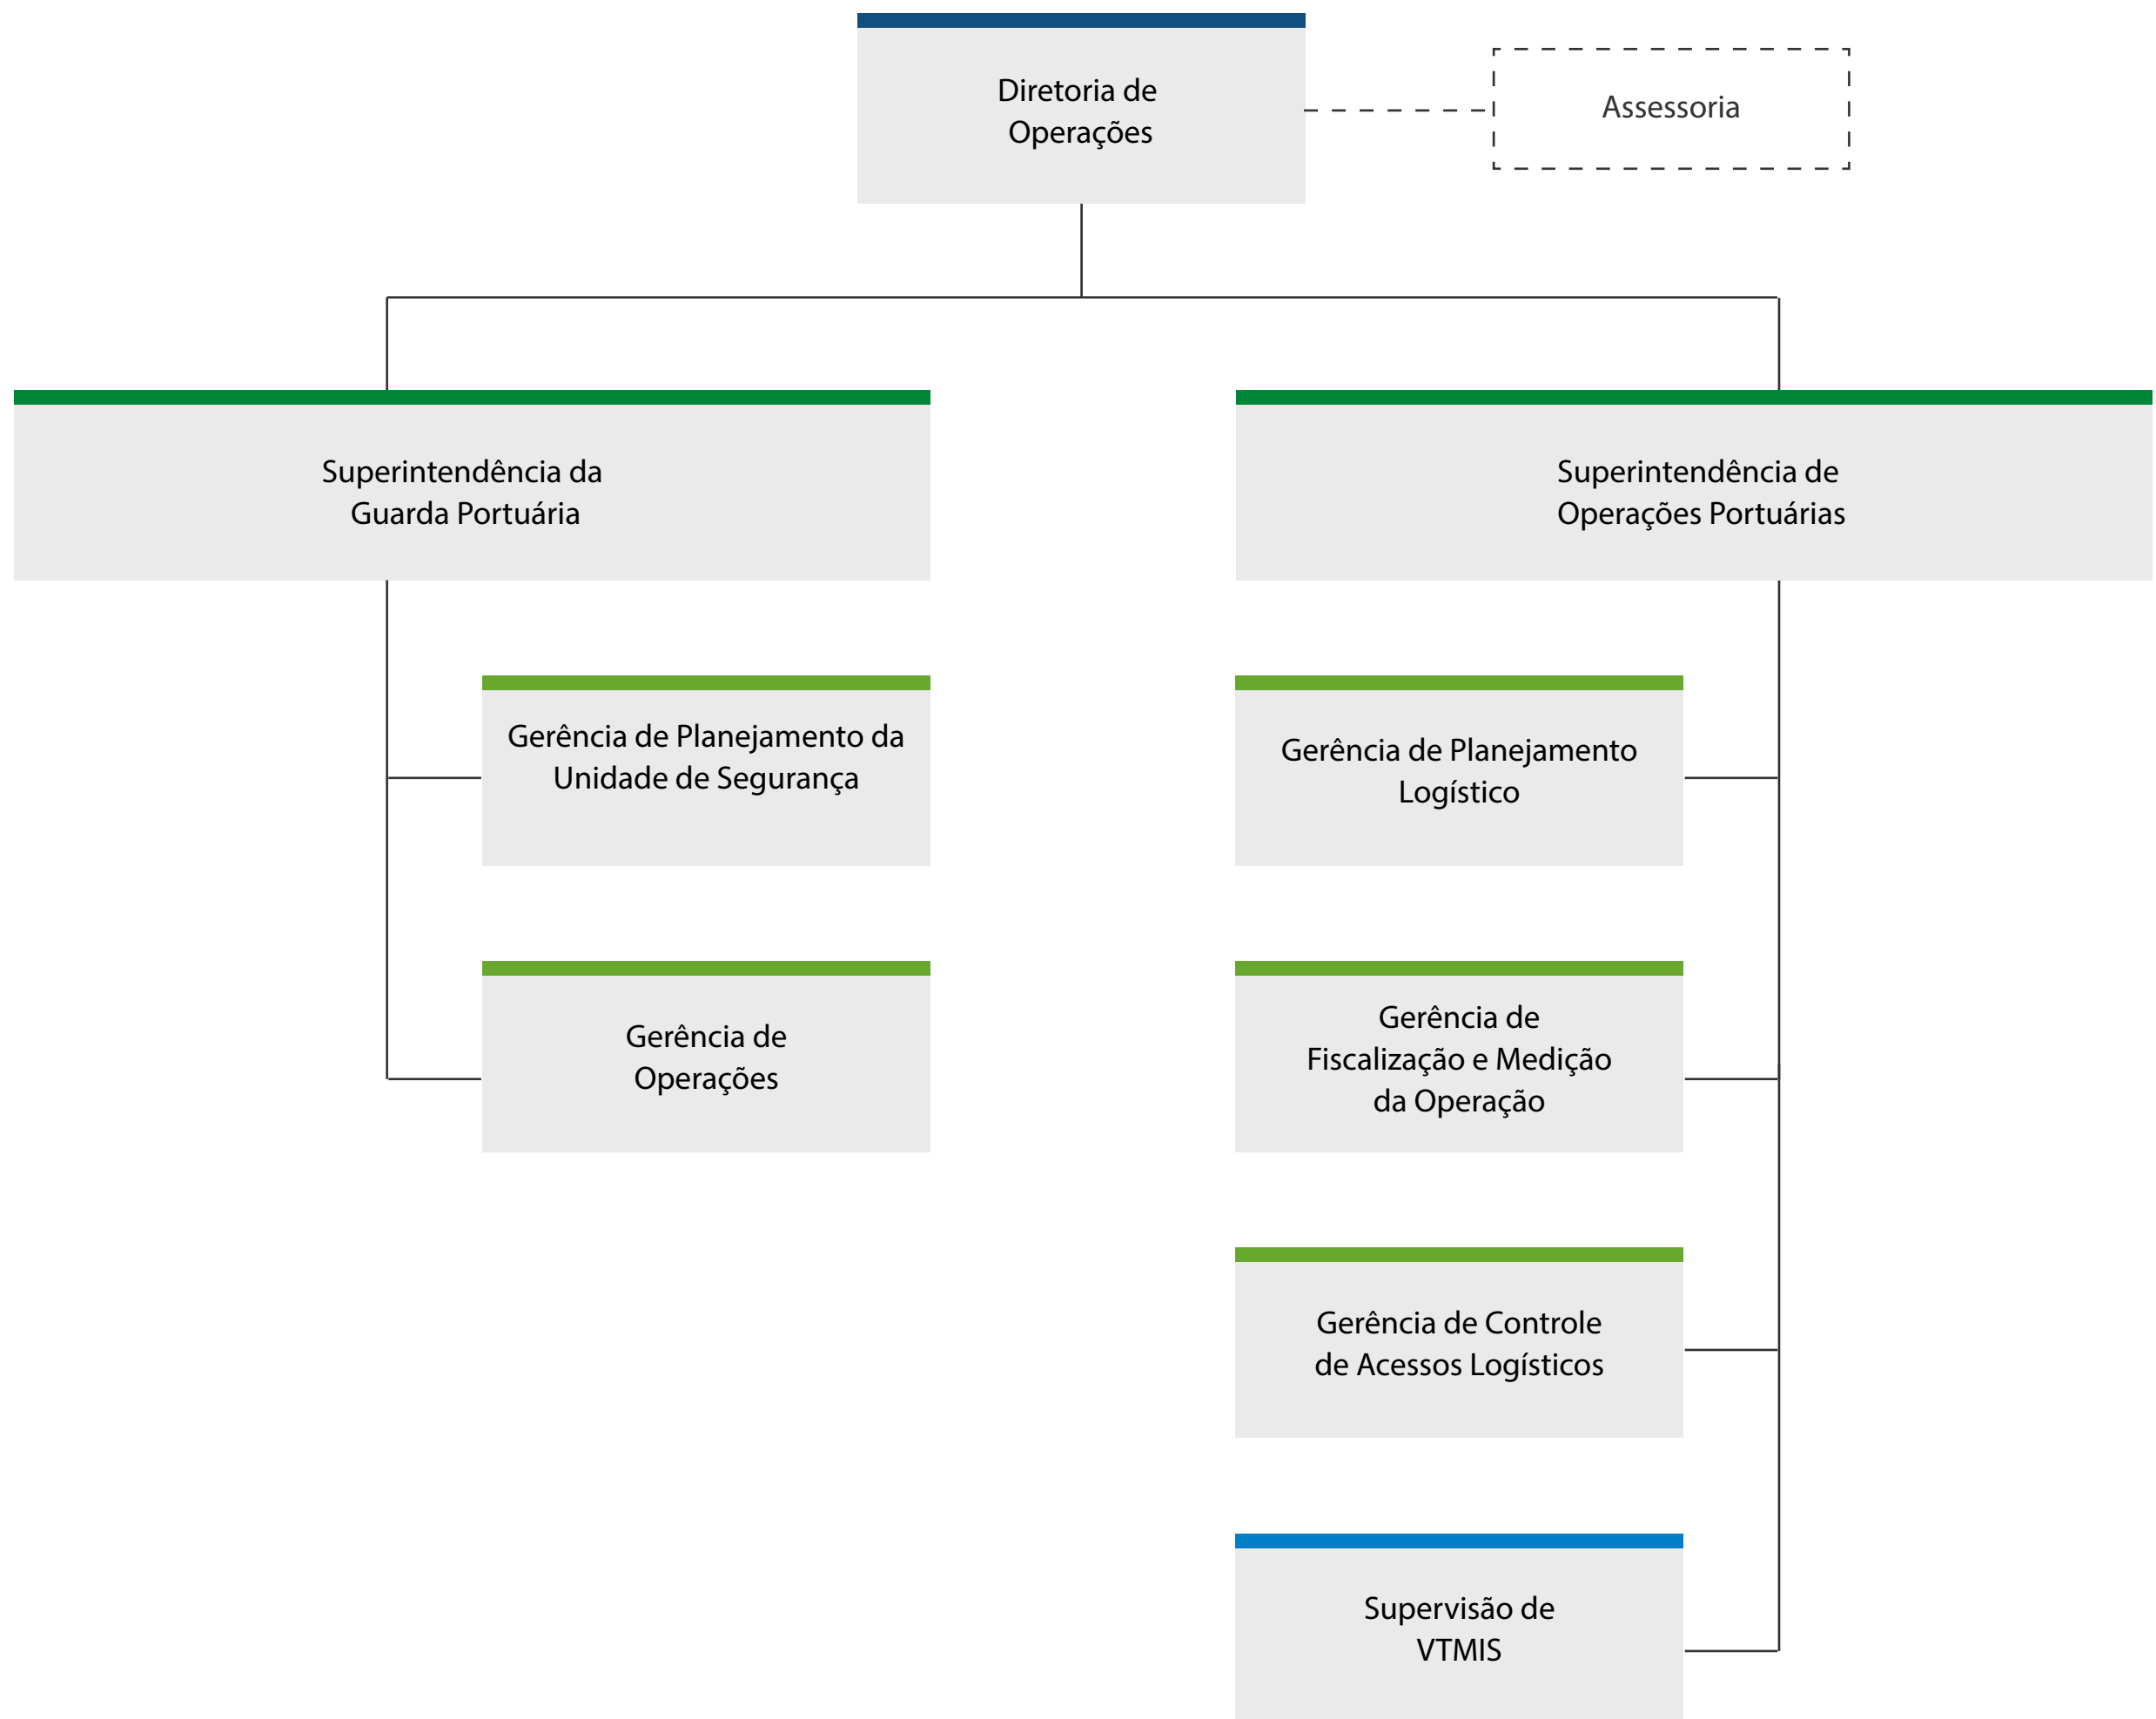 Diretoria de
Operações
Assessoria
Superintendência da
Guarda Portuária
Superintendência de
Operações Portuárias
Gerência de Planejamento da
Unidade de Segurança
Gerência de Planejamento
Logístico
Gerência de
Operações
Gerência de
Fiscalização e Medição
da Operação
Gerência de Controle
de Acessos Logísticos
Supervisão de
VTMIS